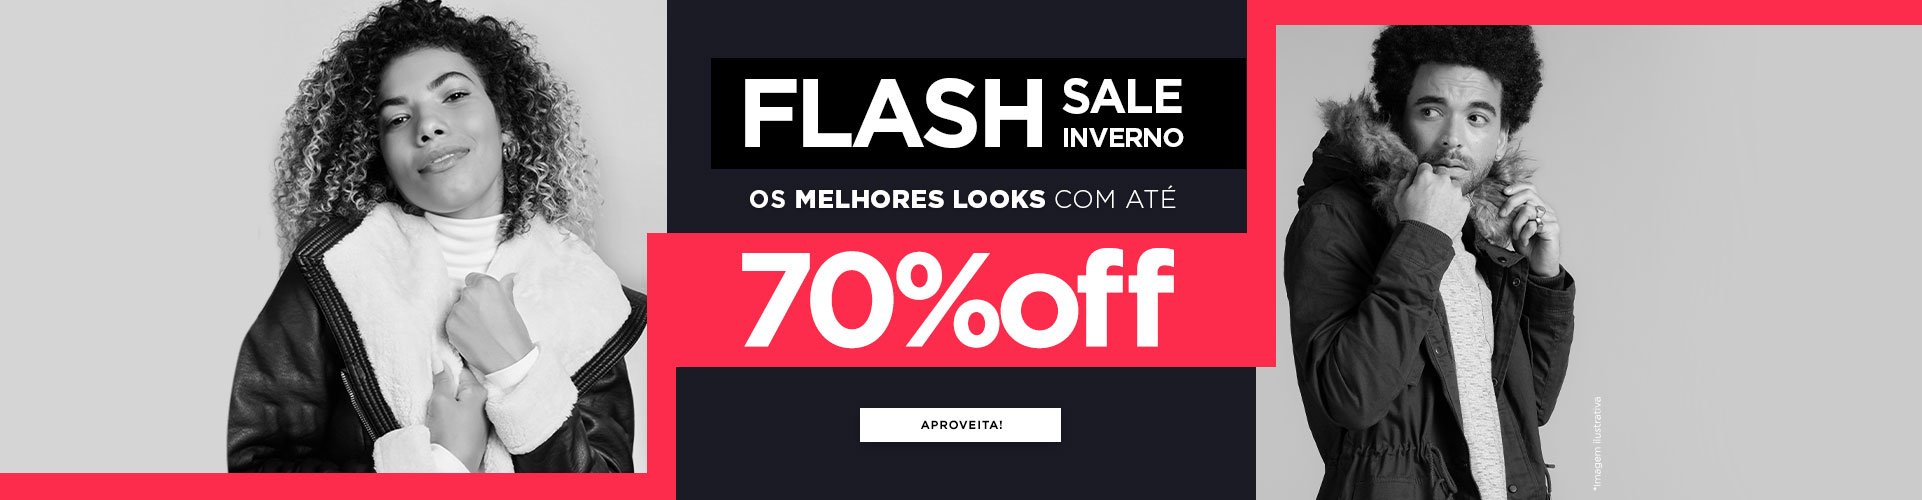 FLASH SALE
INVERNO
OS MELHORES LOOKS COM ATÉ
70%off
APROVEITA!
*Imagem ilustrativa